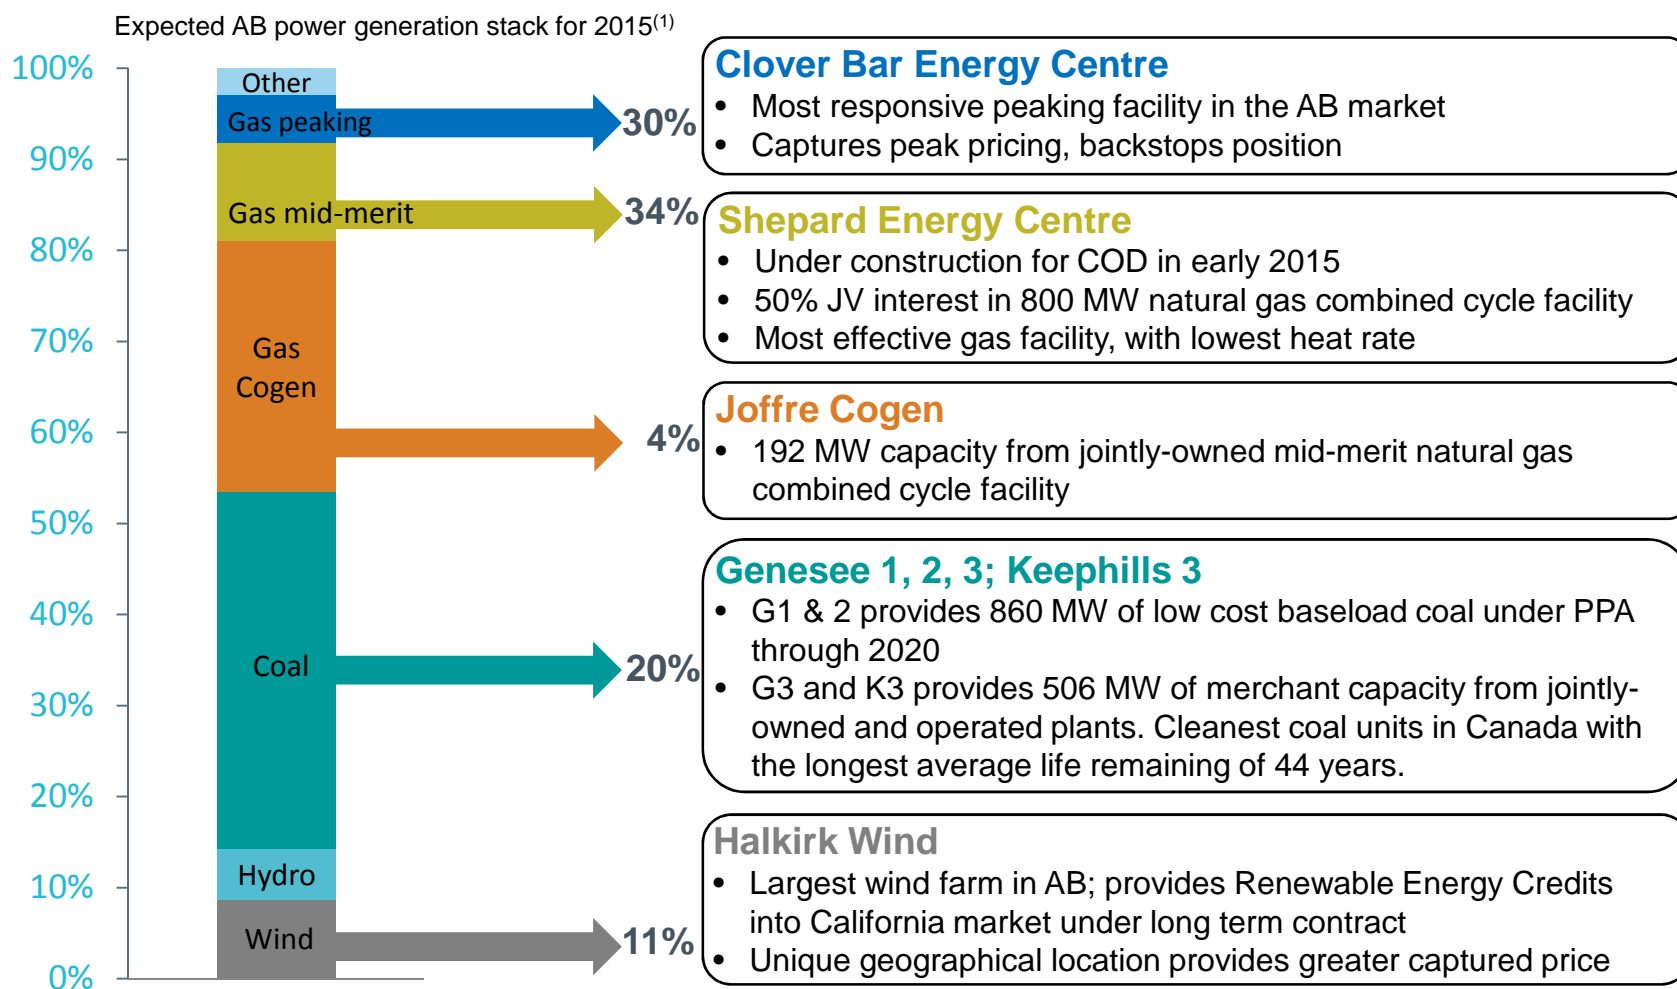 Expected AB power generation stack for 2015(1)
100%
90%
80%
70%
60%
50%
40%
30%
20%
10%
0%
Other
Gas peaking
Gas mid-merit
Gas
Cogen
Coal
Hydro
Wind
30%
34%
4%
20%
11%
Clover Bar Energy Centre
• Most responsive peaking facility in the AB market
• Captures peak pricing, backstops position
Shepard Energy Centre
• Under construction for COD in early 2015
• 50% JV interest in 800 MW natural gas combined cycle facility
• Most effective gas facility, with lowest heat rate
Joffre Cogen
• 192 MW capacity from jointly-owned mid-merit natural gas
combined cycle facility
Genesee 1, 2, 3; Keephills 3
• G1 & 2 provides 860 MW of low cost baseload coal under PPA
through 2020
• G3 and K3 provides 506 MW of merchant capacity from jointly-
owned and operated plants. Cleanest coal units in Canada with
the longest average life remaining of 44 years.
Halkirk Wind
• Largest wind farm in AB; provides Renewable Energy Credits
into California market under long term contract
• Unique geographical location provides greater captured price